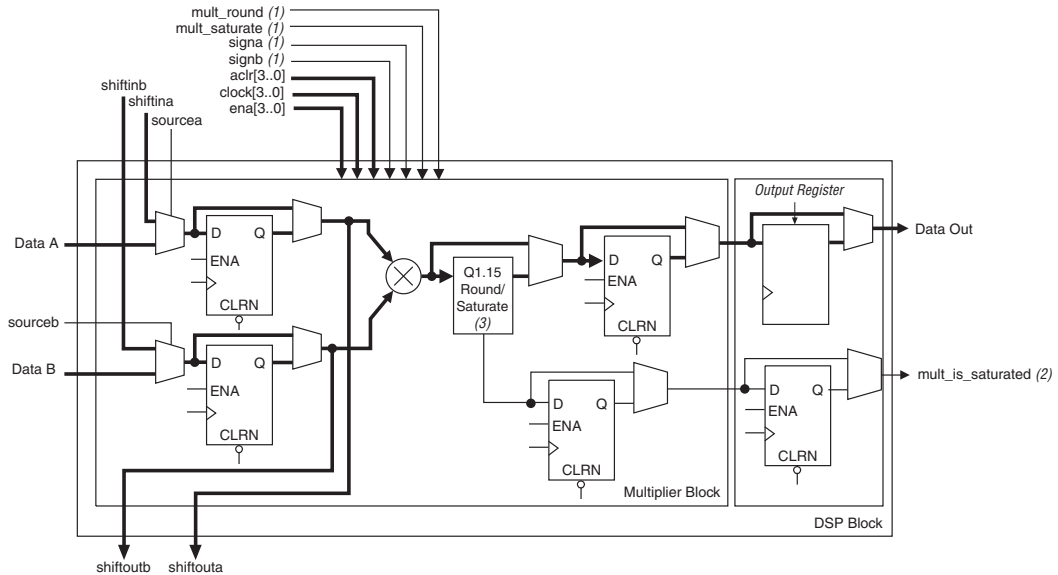 mult_round (1)
mult_saturate (1)
signa (1)
signb (1)
aclr[3..0]
clock[3..0]
ena[3..0]
shiftinb
shiftina
sourcea
Output Register
Data A
D Q
ENA
CLRN
Data Out
Q1.15
Round/
Saturate
(3)
D Q
ENA
CLRN
sourceb
Data B
D Q
ENA
CLRN
D Q
ENA
CLRN
D Q
ENA
CLRN
mult_is_saturated (2)
Multiplier Block
DSP Block
shiftoutb
shiftouta